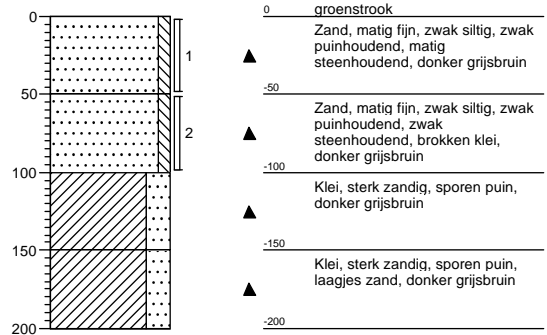 0
50
100
150
200
1
2
0 groenstrook
Zand, matig fijn, zwak siltig, zwak
puinhoudend, matig
steenhoudend, donker grijsbruin
-50
Zand, matig fijn, zwak siltig, zwak
puinhoudend, zwak
steenhoudend, brokken klei,
donker grijsbruin
-100
Klei, sterk zandig, sporen puin,
donker grijsbruin
-150
Klei, sterk zandig, sporen puin,
laagjes zand, donker grijsbruin
-200